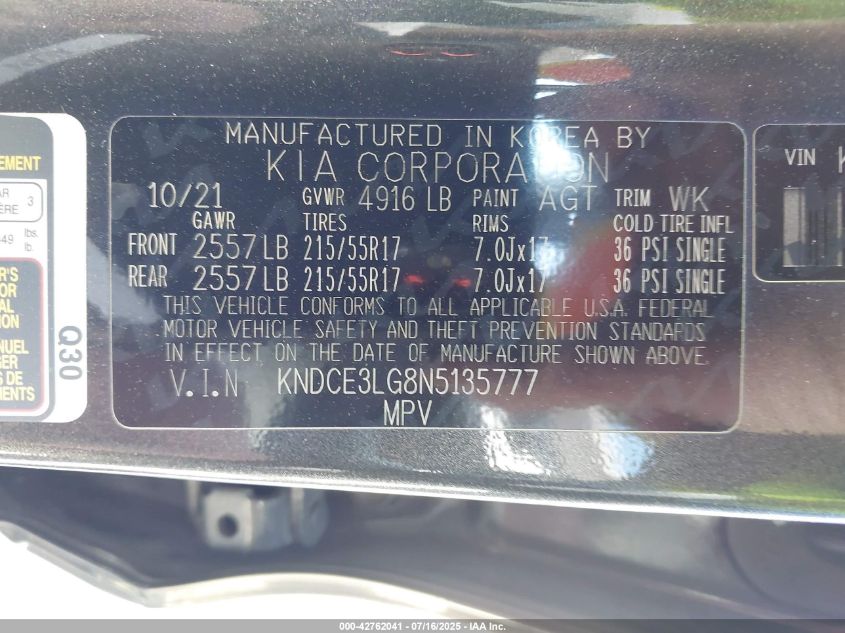 MANUFACTURED IN KOREA BY
KIA CORPORATION
10/21 GVWR 4916 LB PAINT AGT TRIM WK
GAWR TIRES RIMS COLD TIRE INFL
FRONT 2557LB 215/55R17 7.0Jx17 36 PSI SINGLE
REAR 2557LB 215/55R17 7.0Jx17 36 PSI SINGLE
THIS VEHICLE CONFORMS TO ALL APPLICABLE U.S.A. FEDERAL
MOTOR VEHICLE SAFETY AND THEFT PREVENTION STANDARDS
IN EFFECT ON THE DATE OF MANUFACTURE SHOWN ABOVE.
V.I.N KNDCE3LG8N5135777
MPV
VIN K
3
lbs.
lb.
Q30
000-42762041 - 07/16/2025 - IAA Inc.